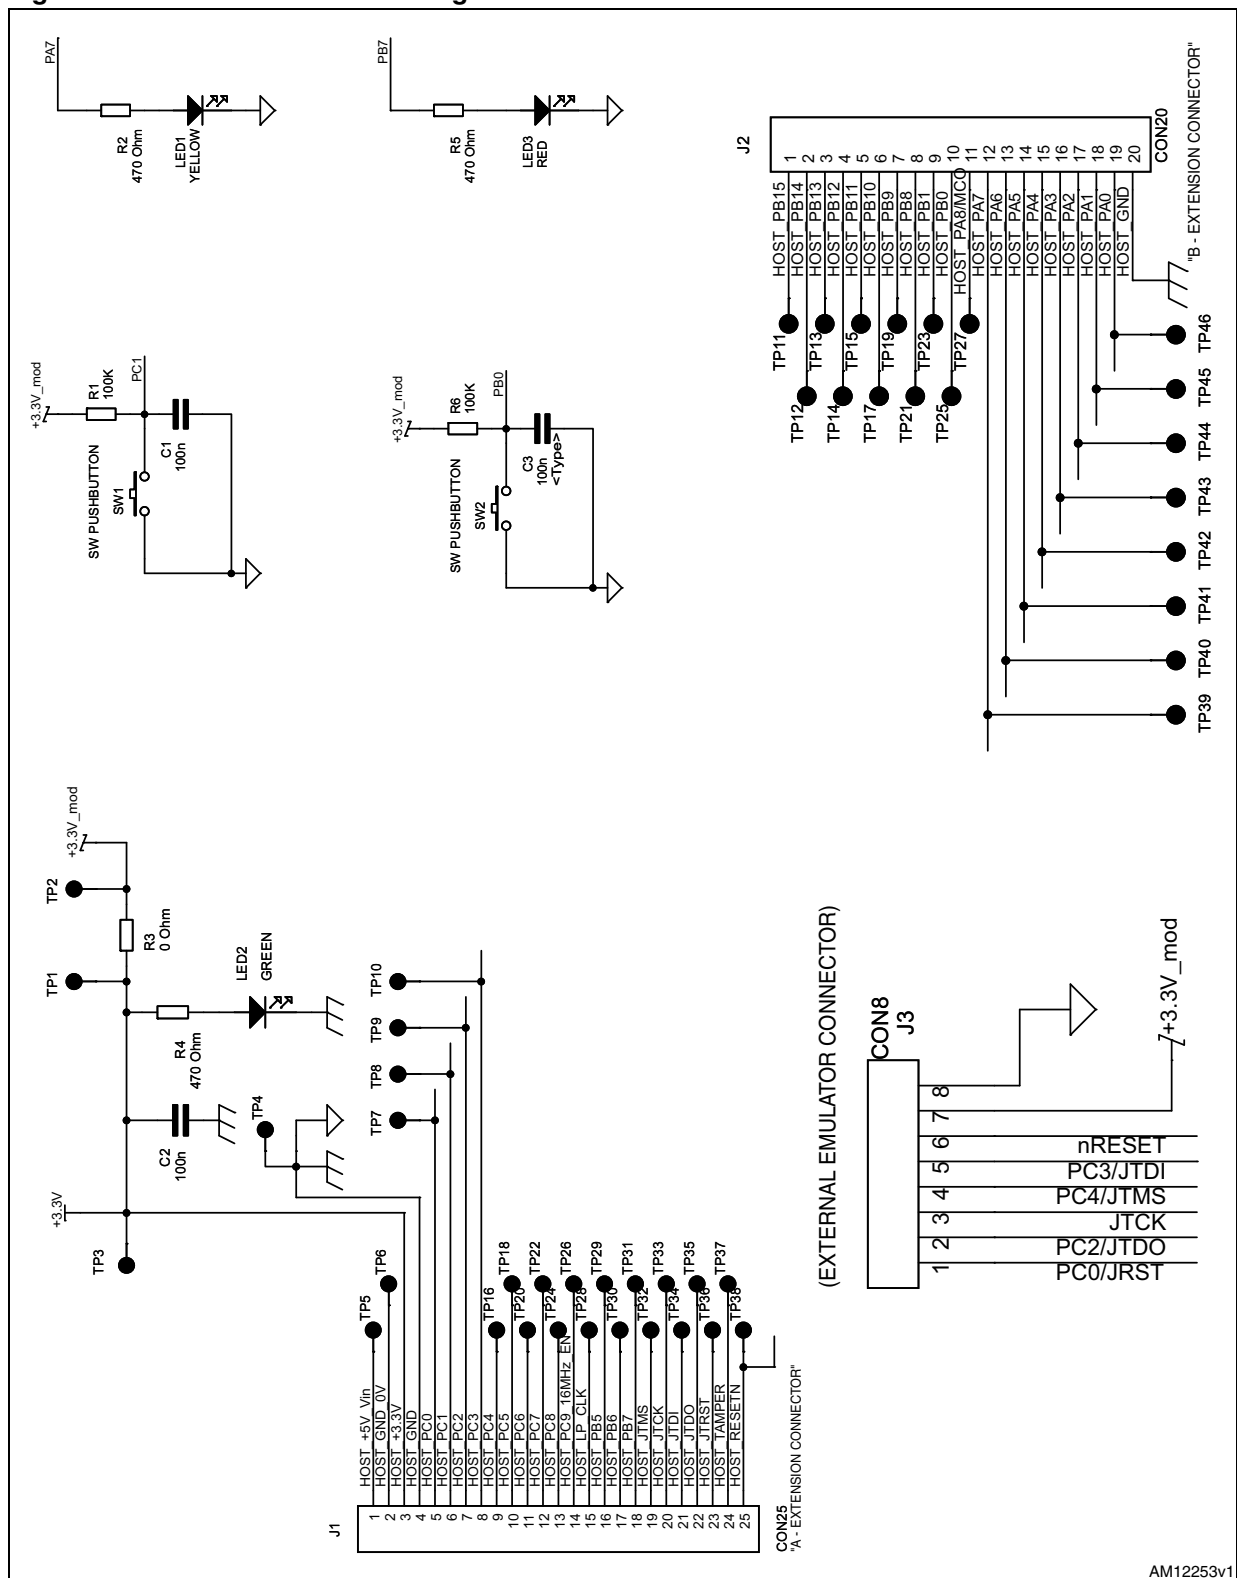 PA7
R2
470 Ohm
LED1
YELLOW
PB7
R5
470 Ohm
LED3
RED
J2
1
2
3
4
5
6
7
8
9
10
11
12
13
14
15
16
17
18
19
20
CON20
HOST_PB15
HOST_PB14
HOST_PB13
HOST_PB12
HOST_PB11
HOST_PB10
HOST_PB9
HOST_PB8
HOST_PB1
HOST_PB0
HOST_PA8/MCO
HOST_PA7
HOST_PA6
HOST_PA5
HOST_PA4
HOST_PA3
HOST_PA2
HOST_PA1
HOST_PA0
HOST_GND
"B - EXTENSION CONNECTOR"
TP11
TP12
TP13
TP14
TP15
TP17
TP19
TP21
TP23
TP25
TP27
TP46
TP45
TP44
TP43
TP42
TP41
TP40
TP39
+3.3V_mod
R1
100K
PC1
C1
100n
SW1
SW PUSHBUTTON
+3.3V_mod
R6
100K
PB0
C3
100n
<Type>
SW2
SW PUSHBUTTON
+3.3V_mod
TP2
R3
0 Ohm
TP1
LED2
GREEN
R4
470 Ohm
C2
100n
TP4
+3.3V
TP3
TP10
TP9
TP8
TP7
TP5
TP6
TP16
TP18
TP20
TP22
TP24
TP26
TP28
TP29
TP30
TP31
TP32
TP33
TP34
TP35
TP36
TP37
TP38
HOST_+5V_Vin
HOST_GND_0V
HOST_+3.3V
HOST_GND
HOST_PC0
HOST_PC1
HOST_PC2
HOST_PC3
HOST_PC4
HOST_PC5
HOST_PC6
HOST_PC7
HOST_PC8
HOST_PC9_16MHz_EN
HOST_LP_CLK
HOST_PB5
HOST_PB6
HOST_PB7
HOST_JTMS
HOST_JTCK
HOST_JTDI
HOST_JTDO
HOST_JTRST
HOST_TAMPER
HOST_RESETN
J1
1
2
3
4
5
6
7
8
9
10
11
12
13
14
15
16
17
18
19
20
21
22
23
24
25
CON25
"A - EXTENSION CONNECTOR"
(EXTERNAL EMULATOR CONNECTOR)
CON8
J3
8
7
6
5
4
3
2
1
+3.3V_mod
nRESET
PC3/JTDI
PC4/JTMS
JTCK
PC2/JTDO
PC0/JRST
AM12253v1